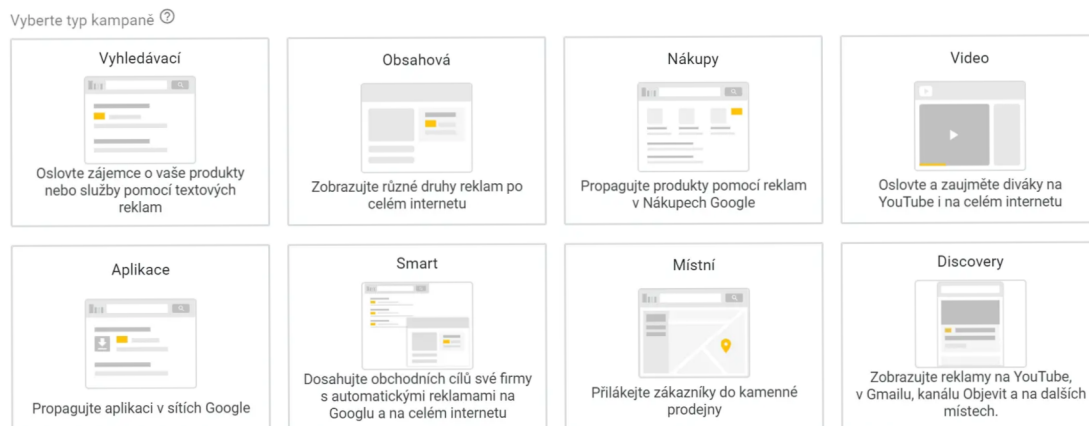 Vyberte typ kampaně
Vyhledávací
Oslovte zájemce o vaše produkty
nebo služby pomocí textových
reklam
Obsahová
Zobrazujte různé druhy reklam po
celém internetu
Nákupy
Propagujte produkty pomocí reklam
v Nákupech Google
Video
Oslovte a zaujměte diváky na
YouTube i na celém internetu
Aplikace
Propagujte aplikaci v sítích Google
Smart
Dosahujte obchodních cílů své firmy
s automatickými reklamami na
Googlu a na celém internetu
Místní
Přilákejte zákazníky do kamenné
prodejny
Discovery
Zobrazujte reklamy na YouTube,
v Gmailu, kanálu Objevit a na dalších
místech.